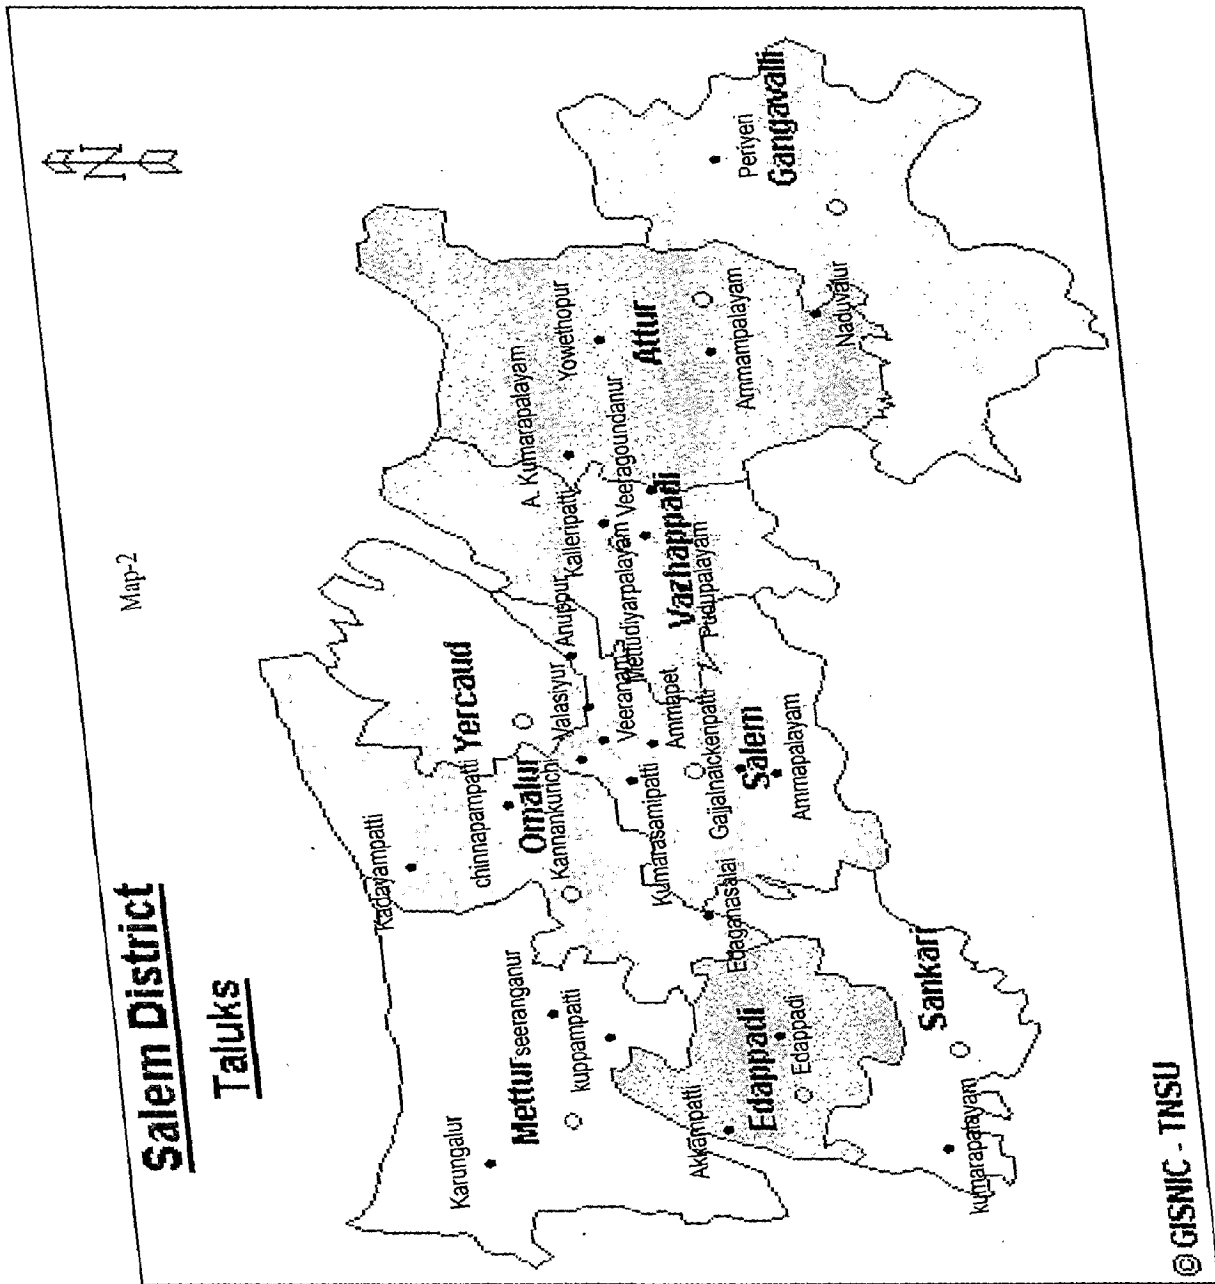 Map-2
Salem District
Taluks
N
Kadayampatti
Yercaud
chinnapampatti
Omalur
Kannankurichi
Valasiyur
Anuppur
Kalleripatti
A. Kumarapalayam
Yowethopur
Attur
Veeragoundanur
Mettudiyarpalayam
Vazhappadi
Pudupalayam
Ammampalayam
Naduvalur
Periyeri
Gangavalli
Karungalur
Mettur
seeranganur
kuppampatti
Veeranam
Ammapet
Kumarasamipatti
Gajjalnaickenpatti
Salem
Ammapalayam
Edaganasalai
Akkampatti
Edappadi
Edappadi
Sankari
kumarapalayam
© GISNIC - TNSU